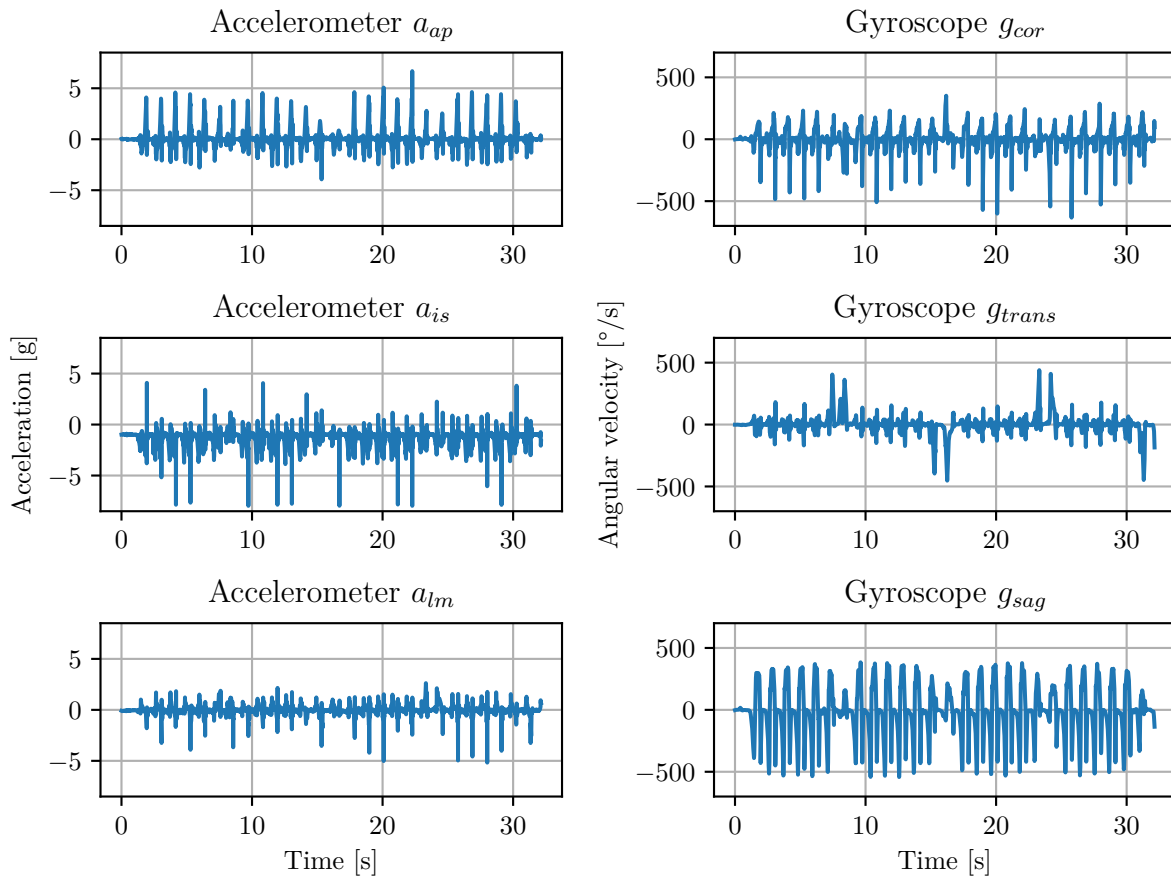 Accelerometer a_ap
5
0
−5
0 10 20 30
Gyroscope g_cor
500
0
−500
0 10 20 30
Accelerometer a_is
5
0
−5
0 10 20 30
Acceleration [g]
Gyroscope g_trans
500
0
−500
0 10 20 30
Angular velocity [°/s]
Accelerometer a_lm
5
0
−5
0 10 20 30
Time [s]
Gyroscope g_sag
500
0
−500
0 10 20 30
Time [s]